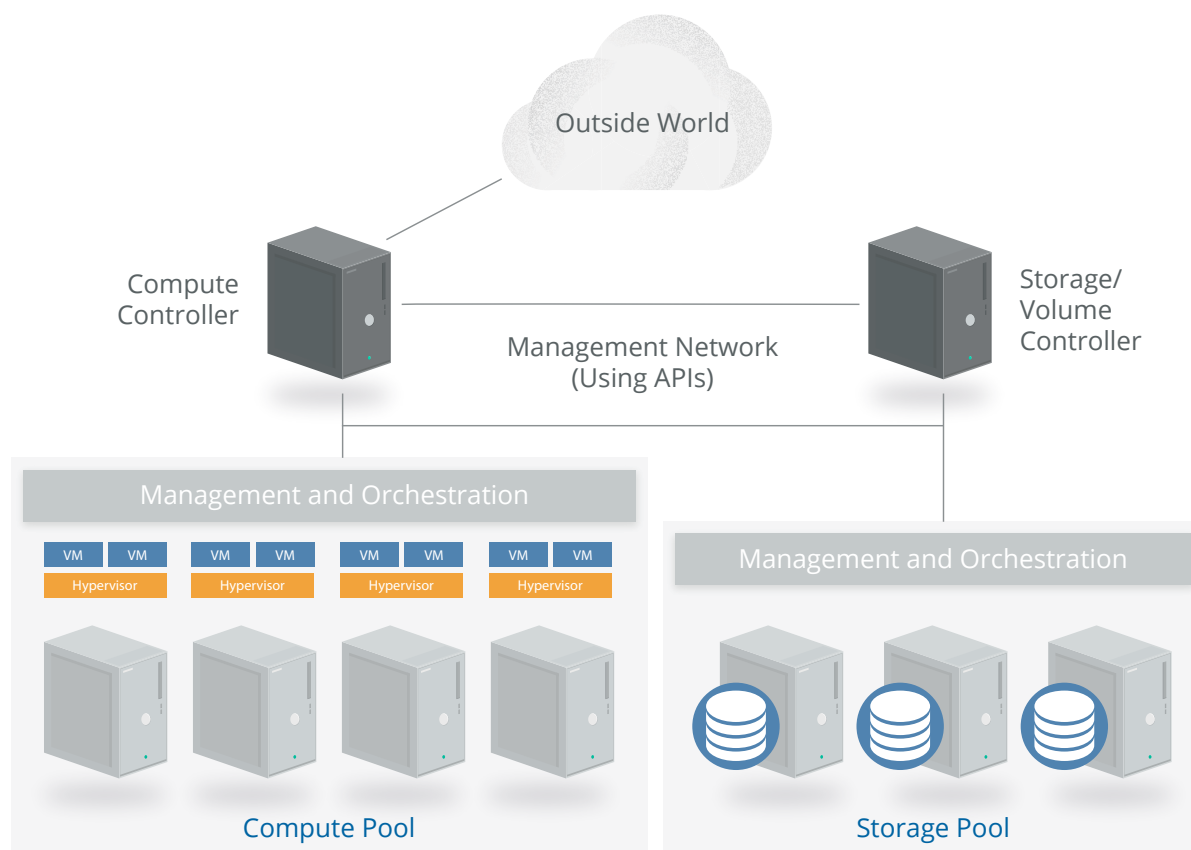 Outside World
Compute
Controller
Storage/
Volume
Controller
Management Network
(Using APIs)
Management and Orchestration
VM VM VM VM VM VM VM VM
Hypervisor Hypervisor Hypervisor Hypervisor
Compute Pool
Management and Orchestration
Storage Pool